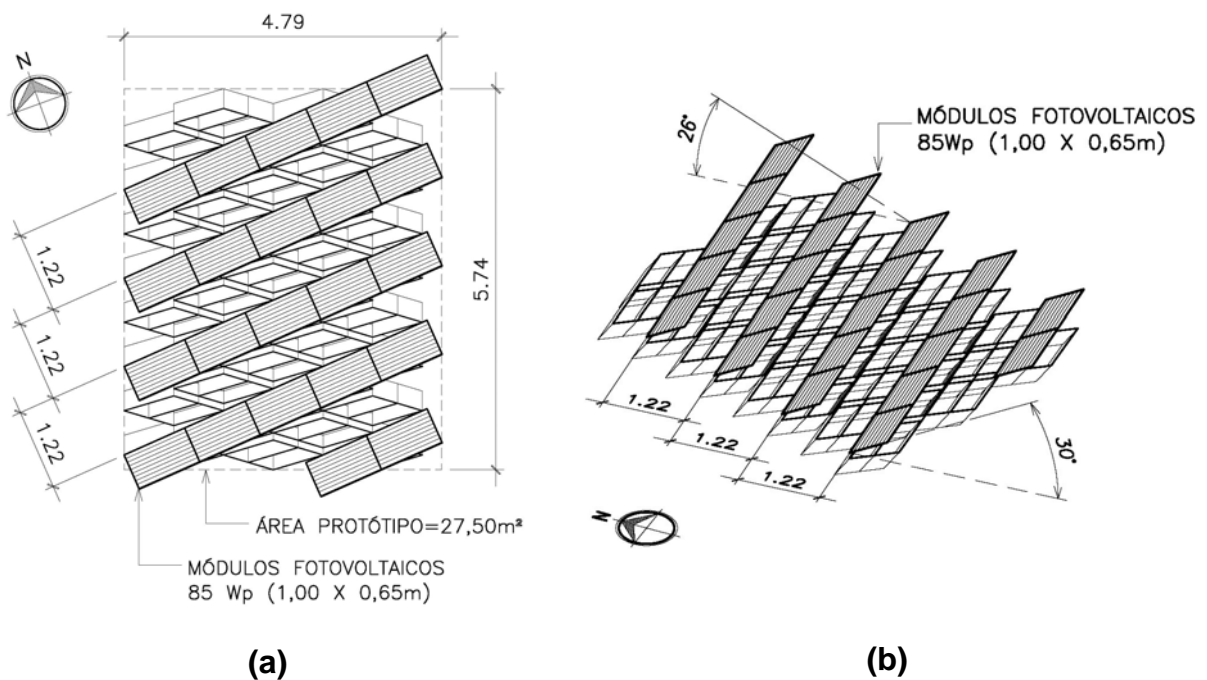 4.79
N
5.74
1.22
1.22
1.22
ÁREA PROTÓTIPO=27,50m²
MÓDULOS FOTOVOLTAICOS
85 Wp (1,00 X 0,65m)
(a)
26°
MÓDULOS FOTOVOLTAICOS
85Wp (1,00 X 0,65m)
1.22
1.22
1.22
30°
N
(b)